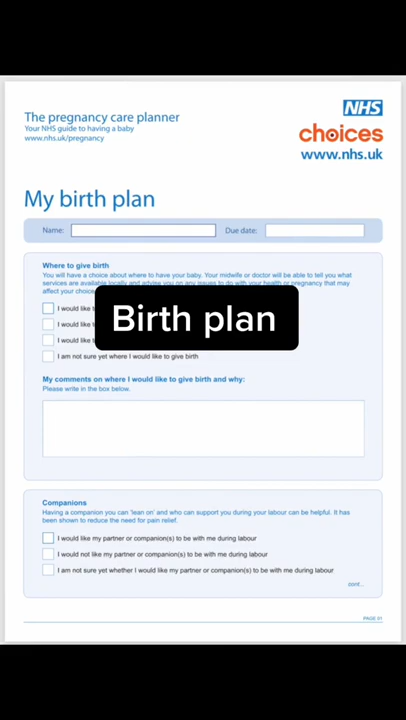 The pregnancy care planner
Your NHS guide to having a baby
www.nhs.uk/pregnancy
NHS
choices
www.nhs.uk
My birth plan
Name:
Due date:
Where to give birth
You will have a choice about where to have your baby. Your midwife or doctor will be able to tell you what
services are available locally and advise you on any issues to do with your health or pregnancy that may
affect your choice
I would like
I would like
I would like
Birth plan
I am not sure yet where I would like to give birth
My comments on where I would like to give birth and why:
Please write in the box below.
Companions
Having a companion you can 'lean on' and who can support you during your labour can be helpful. It has
been shown to reduce the need for pain relief.
I would like my partner or companion(s) to be with me during labour
I would not like my partner or companion(s) to be with me during labour
I am not sure yet whether I would like my partner or companion(s) to be with me during labour
cont...
PAGE 01